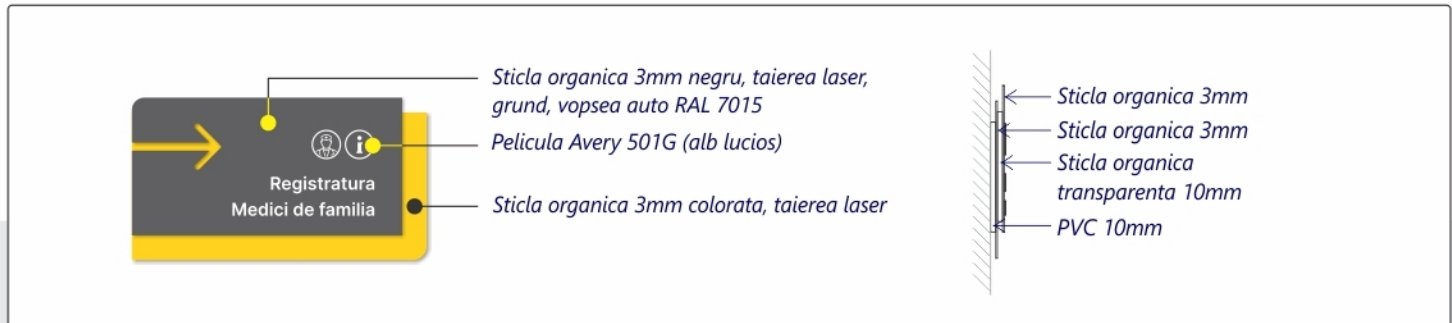 Sticla organica 3mm negru, taierea laser,
grund, vopsea auto RAL 7015
Pelicula Avery 501G (alb lucios)
i
Registratura
Medici de familia
Sticla organica 3mm colorata, taierea laser
Sticla organica 3mm
Sticla organica 3mm
Sticla organica
transparenta 10mm
PVC 10mm